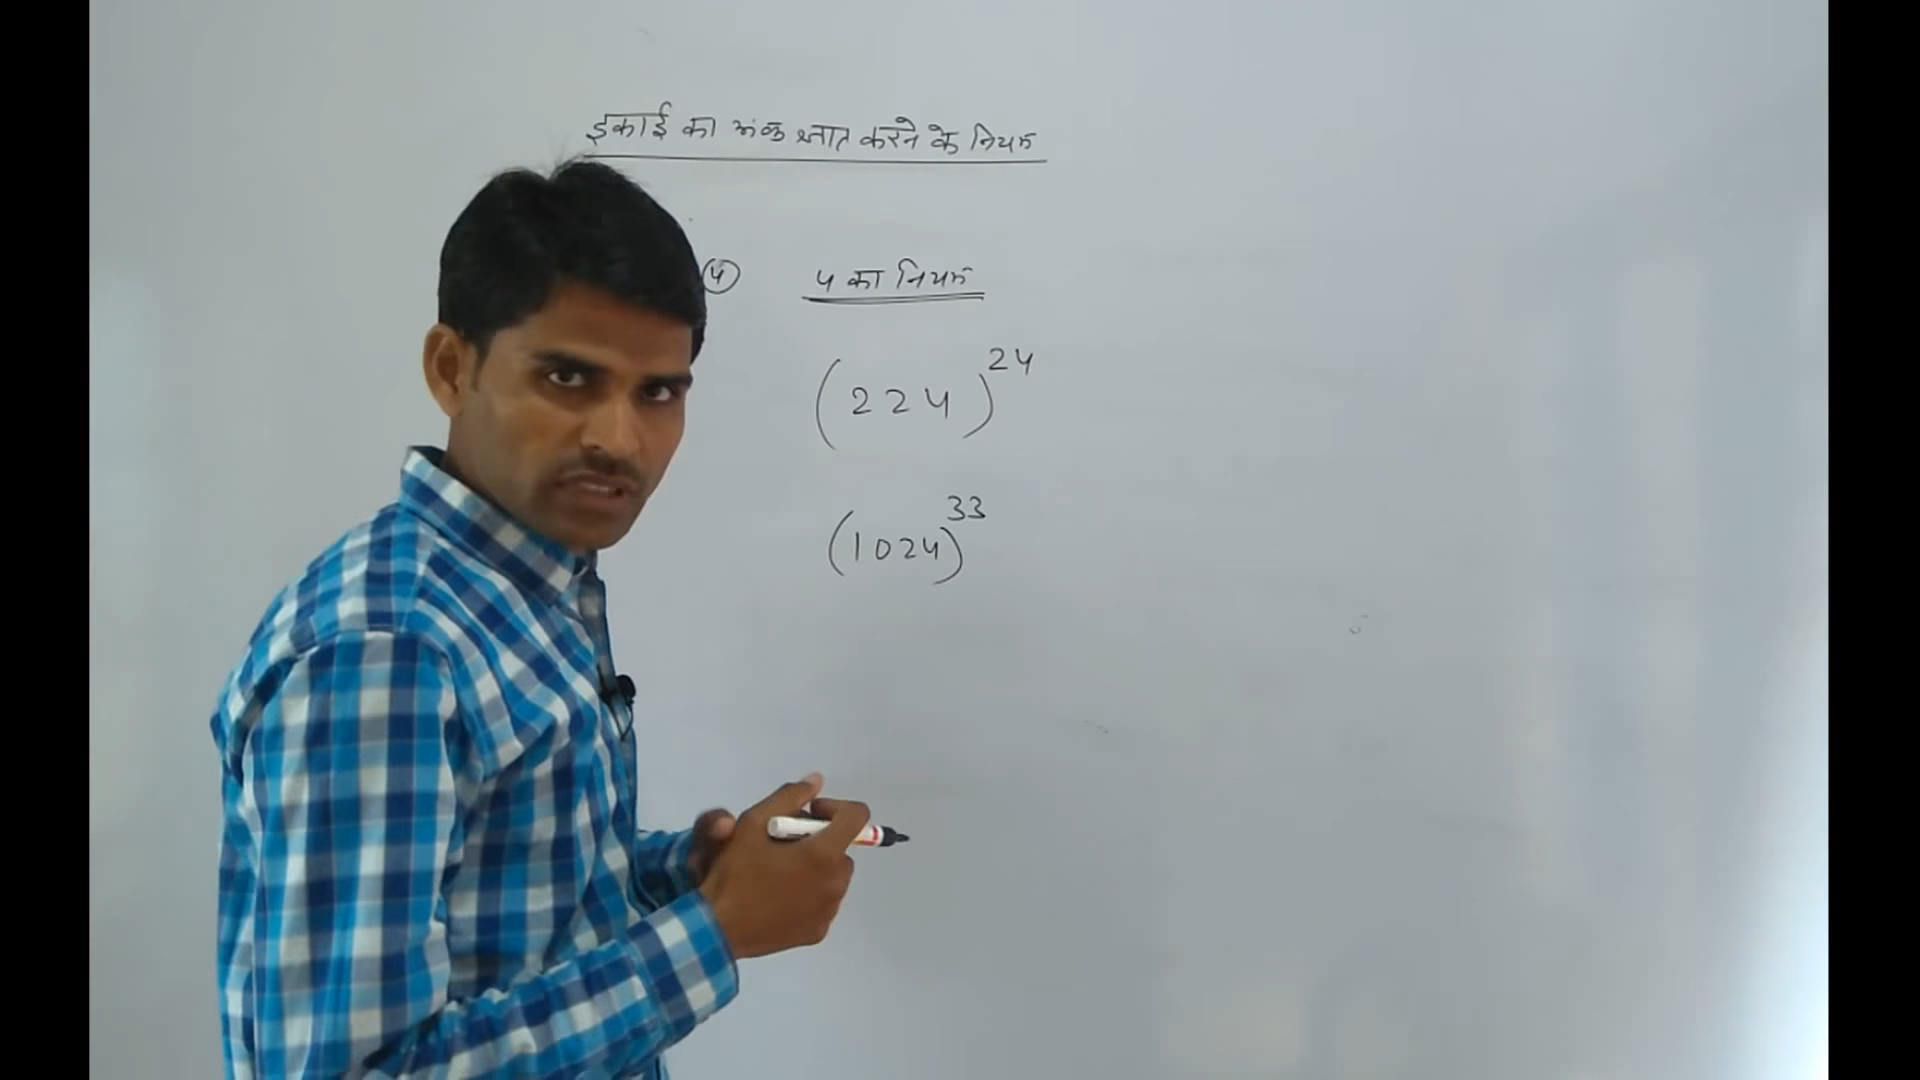 इकाई का अंक ज्ञात करने के नियम
4 4 का नियम
(224)^24
(1024)^33